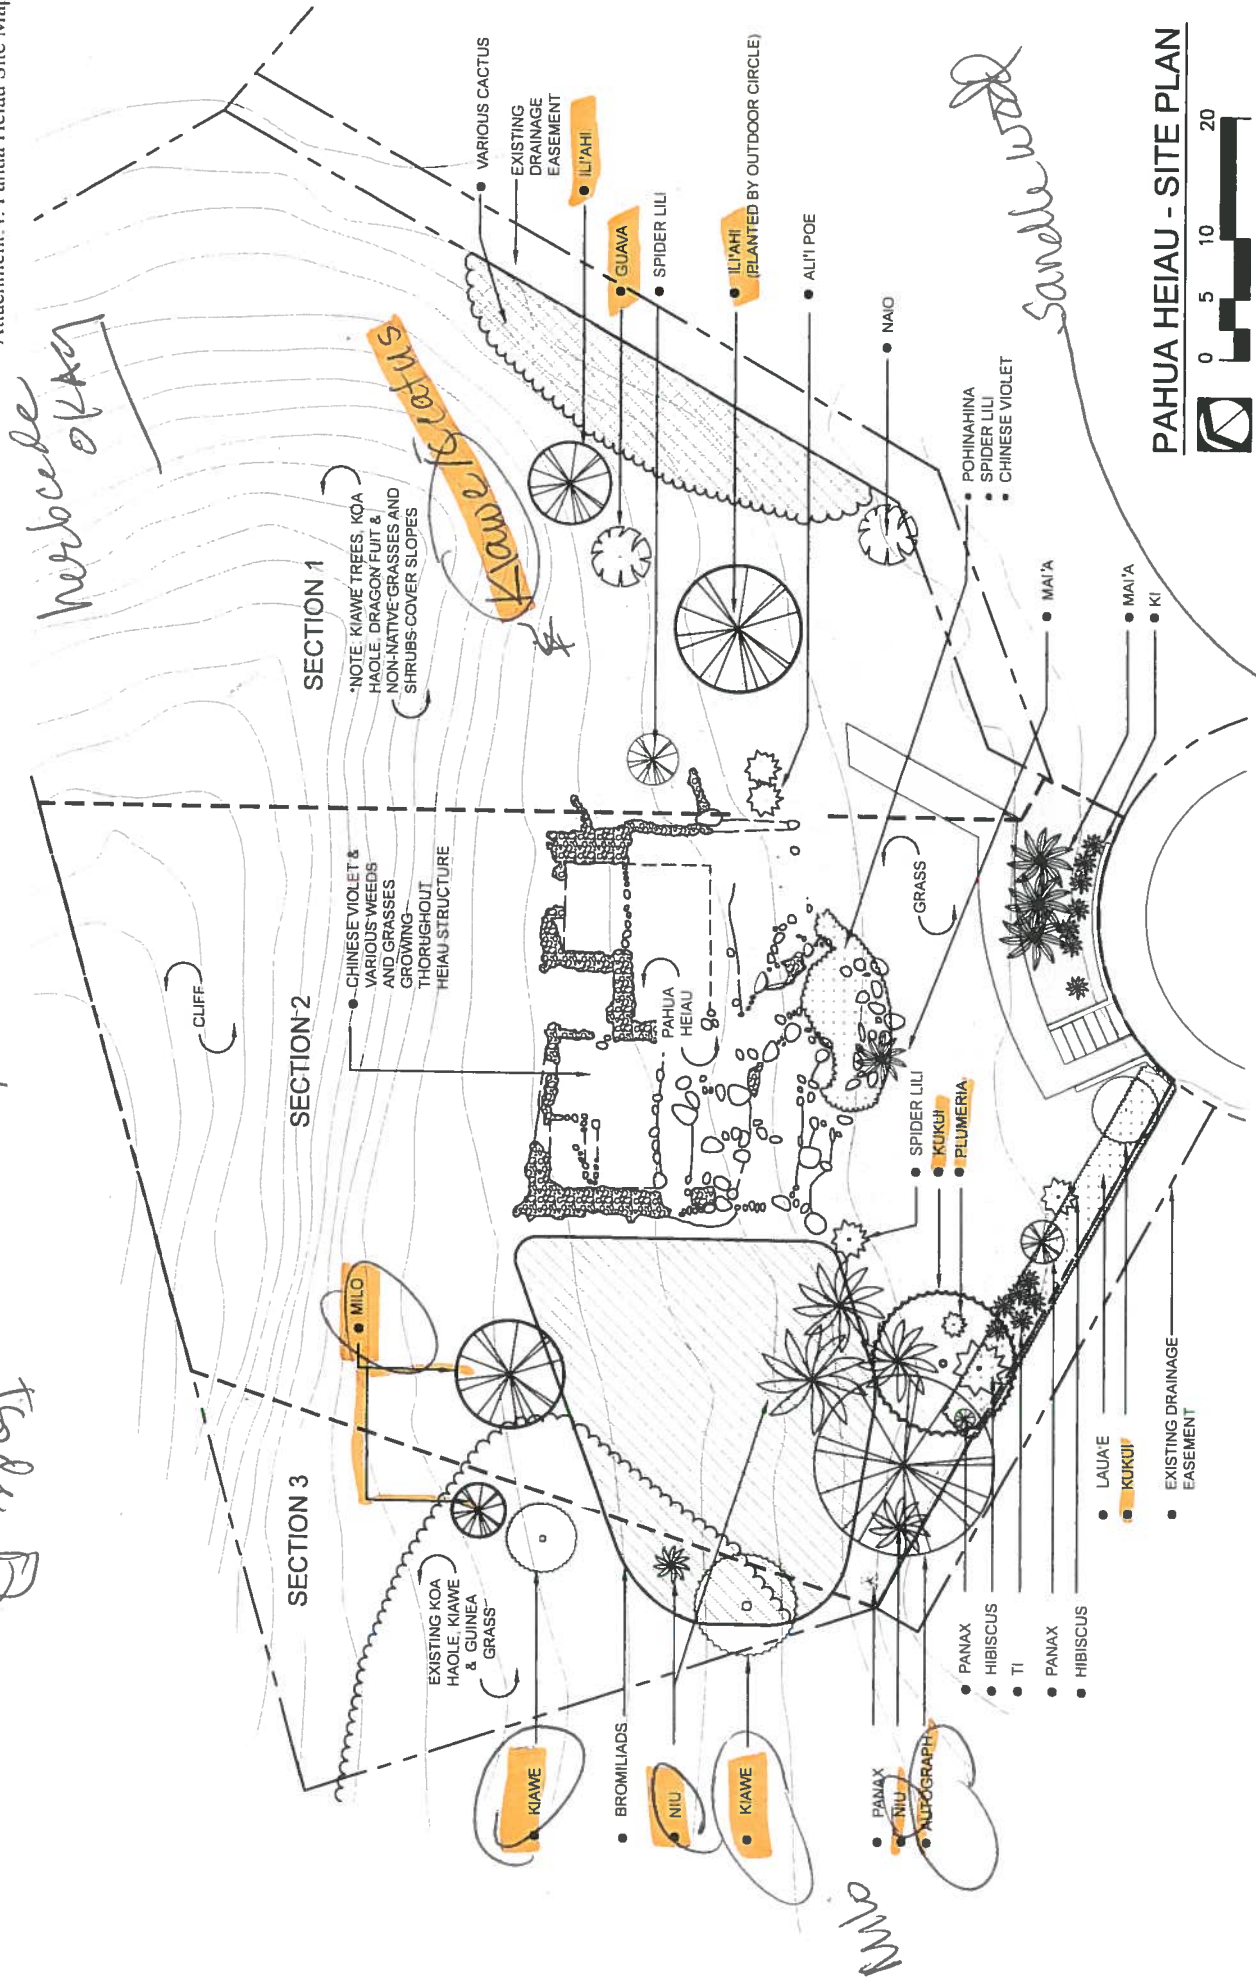 herbocede
OKAY
Kiawe/Cactus
Sandlewood
Milo
SECTION 1
*NOTE: KIAWE TREES, KOA
HAOLE, DRAGON FUIT &
NON-NATIVE GRASSES AND
SHRUBS COVER SLOPES
VARIOUS CACTUS
EXISTING
DRAINAGE
EASEMENT
ILI'AHI
GUAVA
SPIDER LILI
ILI'AHI
(PLANTED BY OUTDOOR CIRCLE)
ALI'I POE
NAIO
POHINAHINA
SPIDER LILI
CHINESE VIOLET
MAI'A
MAI'A
KI
SECTION 2
CLIFF
CHINESE VIOLET &
VARIOUS WEEDS
AND GRASSES
GROWING
THORUGHOUT
HEIAU STRUCTURE
PAHUA
HEIAU
GRASS
SPIDER LILI
KUKUI
PLUMERIA
SECTION 3
MILO
EXISTING KOA
HAOLE, KIAWE
& GUINEA
GRASS
KIAWE
BROMILIADS
NIU
KIAWE
PANAX
NIU
AUTOGRAPH
PANAX
HIBISCUS
TI
PANAX
HIBISCUS
LAUA'E
KUKUI
EXISTING DRAINAGE
EASEMENT
PAHUA HEIAU - SITE PLAN
0 5 10 20